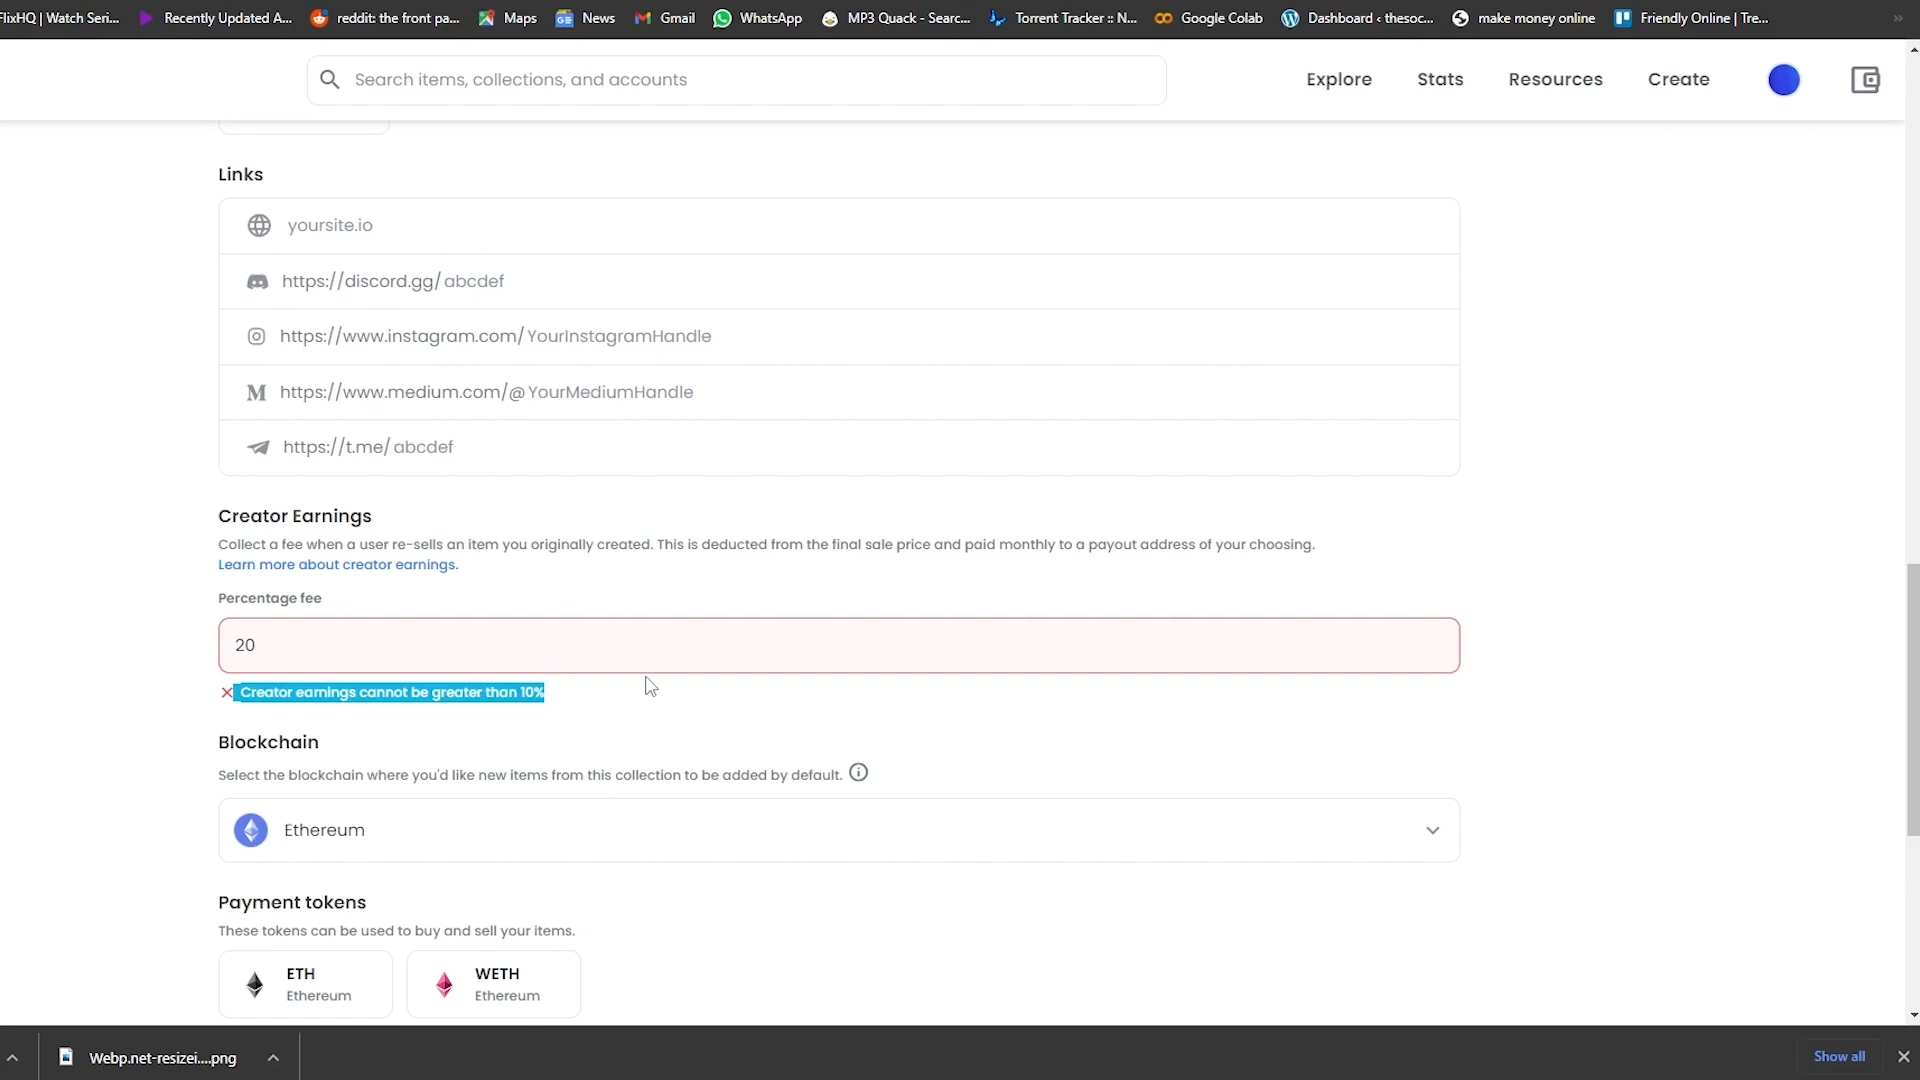 FlixHQ | Watch Seri...
Recently Updated A...
reddit: the front pa...
Maps
News
Gmail
WhatsApp
MP3 Quack - Searc...
Torrent Tracker :: N...
Google Colab
Dashboard ‹ thesoc...
make money online
Friendly Online | Tre...
»
Search items, collections, and accounts
Explore
Stats
Resources
Create
Links
yoursite.io
https://discord.gg/abcdef
https://www.instagram.com/YourInstagramHandle
https://www.medium.com/@YourMediumHandle
https://t.me/abcdef
Creator Earnings
Collect a fee when a user re-sells an item you originally created. This is deducted from the final sale price and paid monthly to a payout address of your choosing.
Learn more about creator earnings.
Percentage fee
20
Creator earnings cannot be greater than 10%
Blockchain
Select the blockchain where you'd like new items from this collection to be added by default.
Ethereum
Payment tokens
These tokens can be used to buy and sell your items.
ETH
Ethereum
WETH
Ethereum
Webp.net-resizei....png
Show all